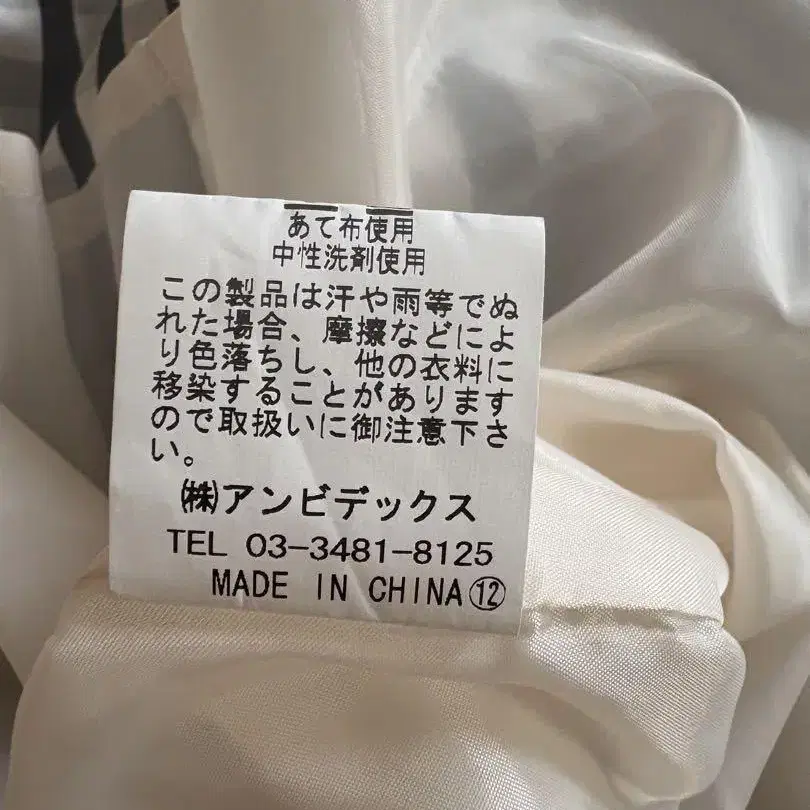 あて布使用
中性洗剤使用
この製品は汗や雨等でぬ
れた場合、摩擦などによ
り色落ちし、他の衣料に
移染することがあります
ので取扱いに御注意下さ
い。
㈱アンビデックス
TEL 03-3481-8125
MADE IN CHINA⑫